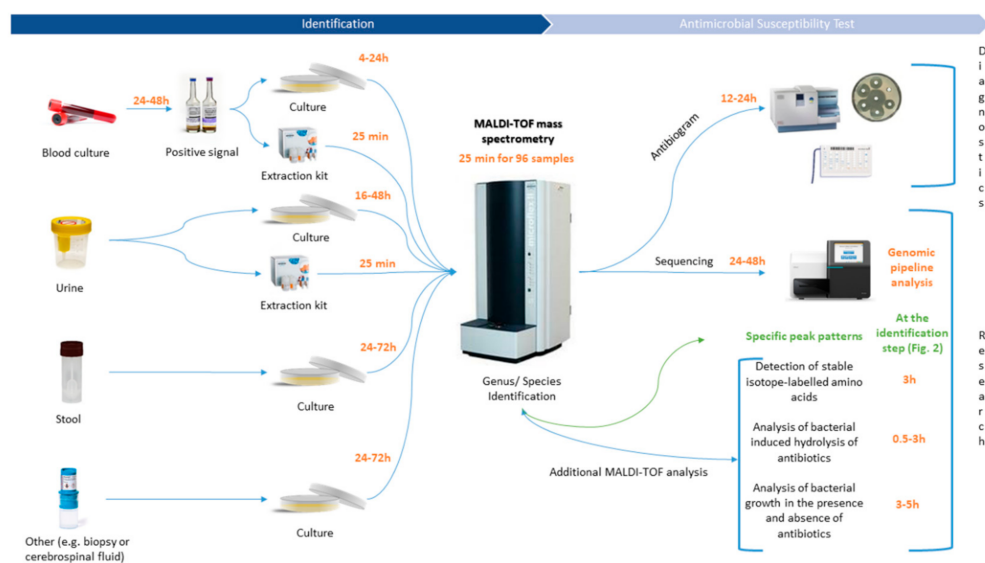 Identification
Antimicrobial Susceptibility Test
4-24h
24-48h
Culture
Blood culture
Positive signal
25 min
Extraction kit
16-48h
Culture
Urine
25 min
Extraction kit
24-72h
Stool
Culture
24-72h
Culture
Other (e.g. biopsy or
cerebrospinal fluid)
MALDI-TOF mass
spectrometry
25 min for 96 samples
Genus/ Species
Identification
Antibiogram
12-24h
Diagnostics
Sequencing
24-48h
Genomic
pipeline
analysis
Specific peak patterns
At the
identification
step (Fig. 2)
Detection of stable
isotope-labelled amino
acids
3h
Analysis of bacterial
induced hydrolysis of
antibiotics
0.5-3h
Additional MALDI-TOF analysis
Analysis of bacterial
growth in the presence
and absence of
antibiotics
3-5h
Research